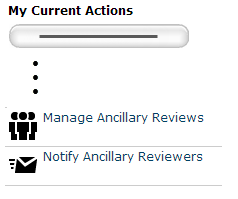 My Current Actions
Manage Ancillary Reviews
Notify Ancillary Reviewers